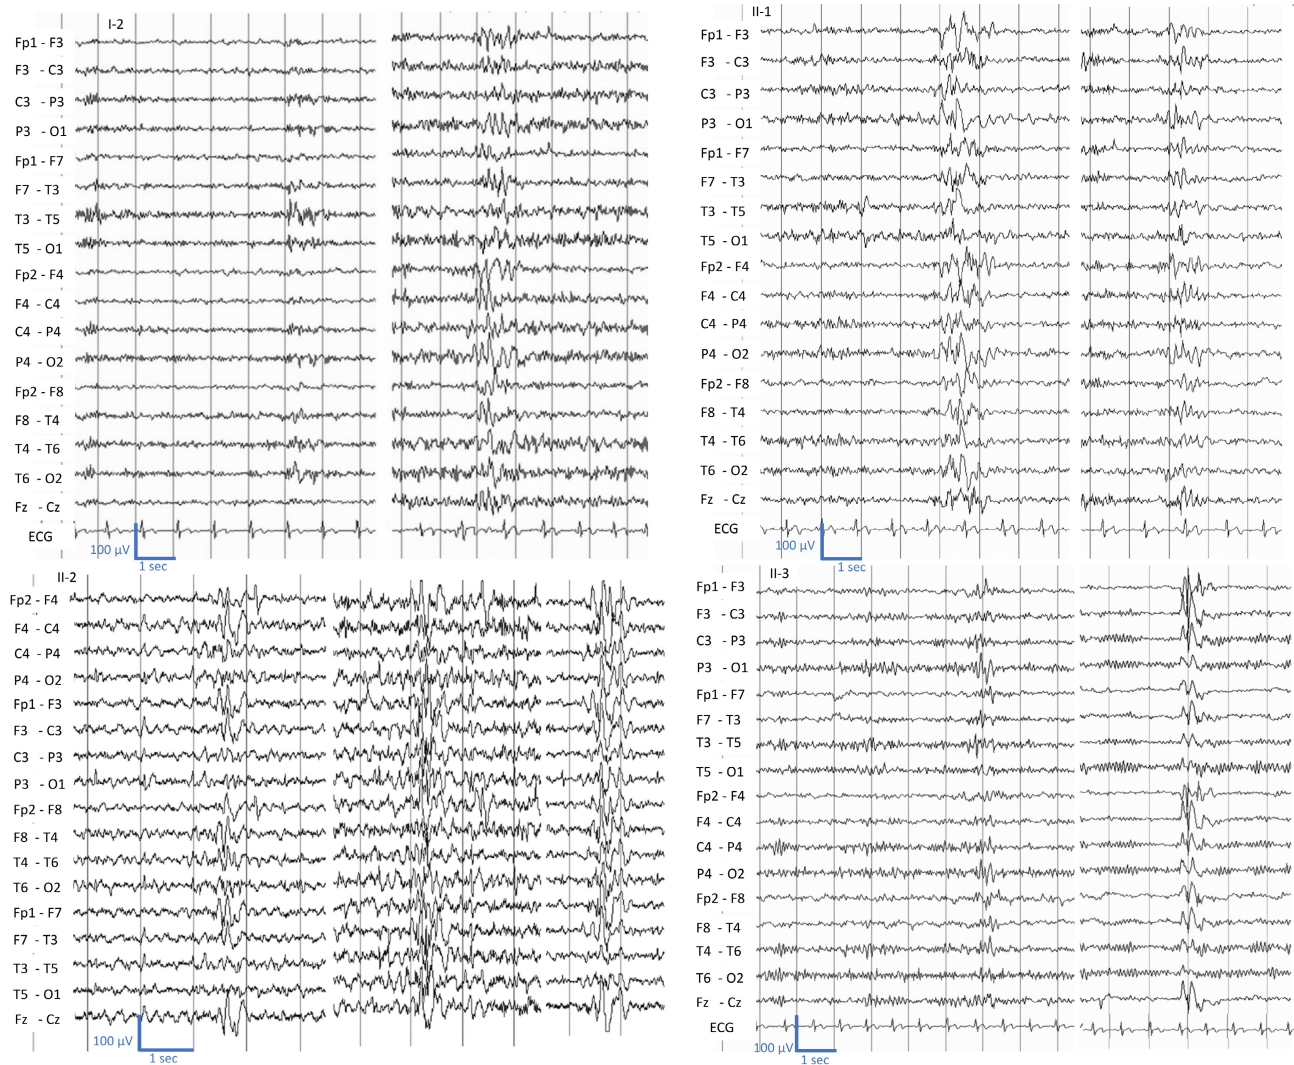 I-2
Fp1 - F3
F3 - C3
C3 - P3
P3 - O1
Fp1 - F7
F7 - T3
T3 - T5
T5 - O1
Fp2 - F4
F4 - C4
C4 - P4
P4 - O2
Fp2 - F8
F8 - T4
T4 - T6
T6 - O2
Fz - Cz
ECG
100 µV
1 sec
II-1
Fp1 - F3
F3 - C3
C3 - P3
P3 - O1
Fp1 - F7
F7 - T3
T3 - T5
T5 - O1
Fp2 - F4
F4 - C4
C4 - P4
P4 - O2
Fp2 - F8
F8 - T4
T4 - T6
T6 - O2
Fz - Cz
ECG
100 µV
1 sec
II-2
Fp2 - F4
F4 - C4
C4 - P4
P4 - O2
Fp1 - F3
F3 - C3
C3 - P3
P3 - O1
Fp2 - F8
F8 - T4
T4 - T6
T6 - O2
Fp1 - F7
F7 - T3
T3 - T5
T5 - O1
Fz - Cz
100 µV
1 sec
II-3
Fp1 - F3
F3 - C3
C3 - P3
P3 - O1
Fp1 - F7
F7 - T3
T3 - T5
T5 - O1
Fp2 - F4
F4 - C4
C4 - P4
P4 - O2
Fp2 - F8
F8 - T4
T4 - T6
T6 - O2
Fz - Cz
ECG
100 µV
1 sec